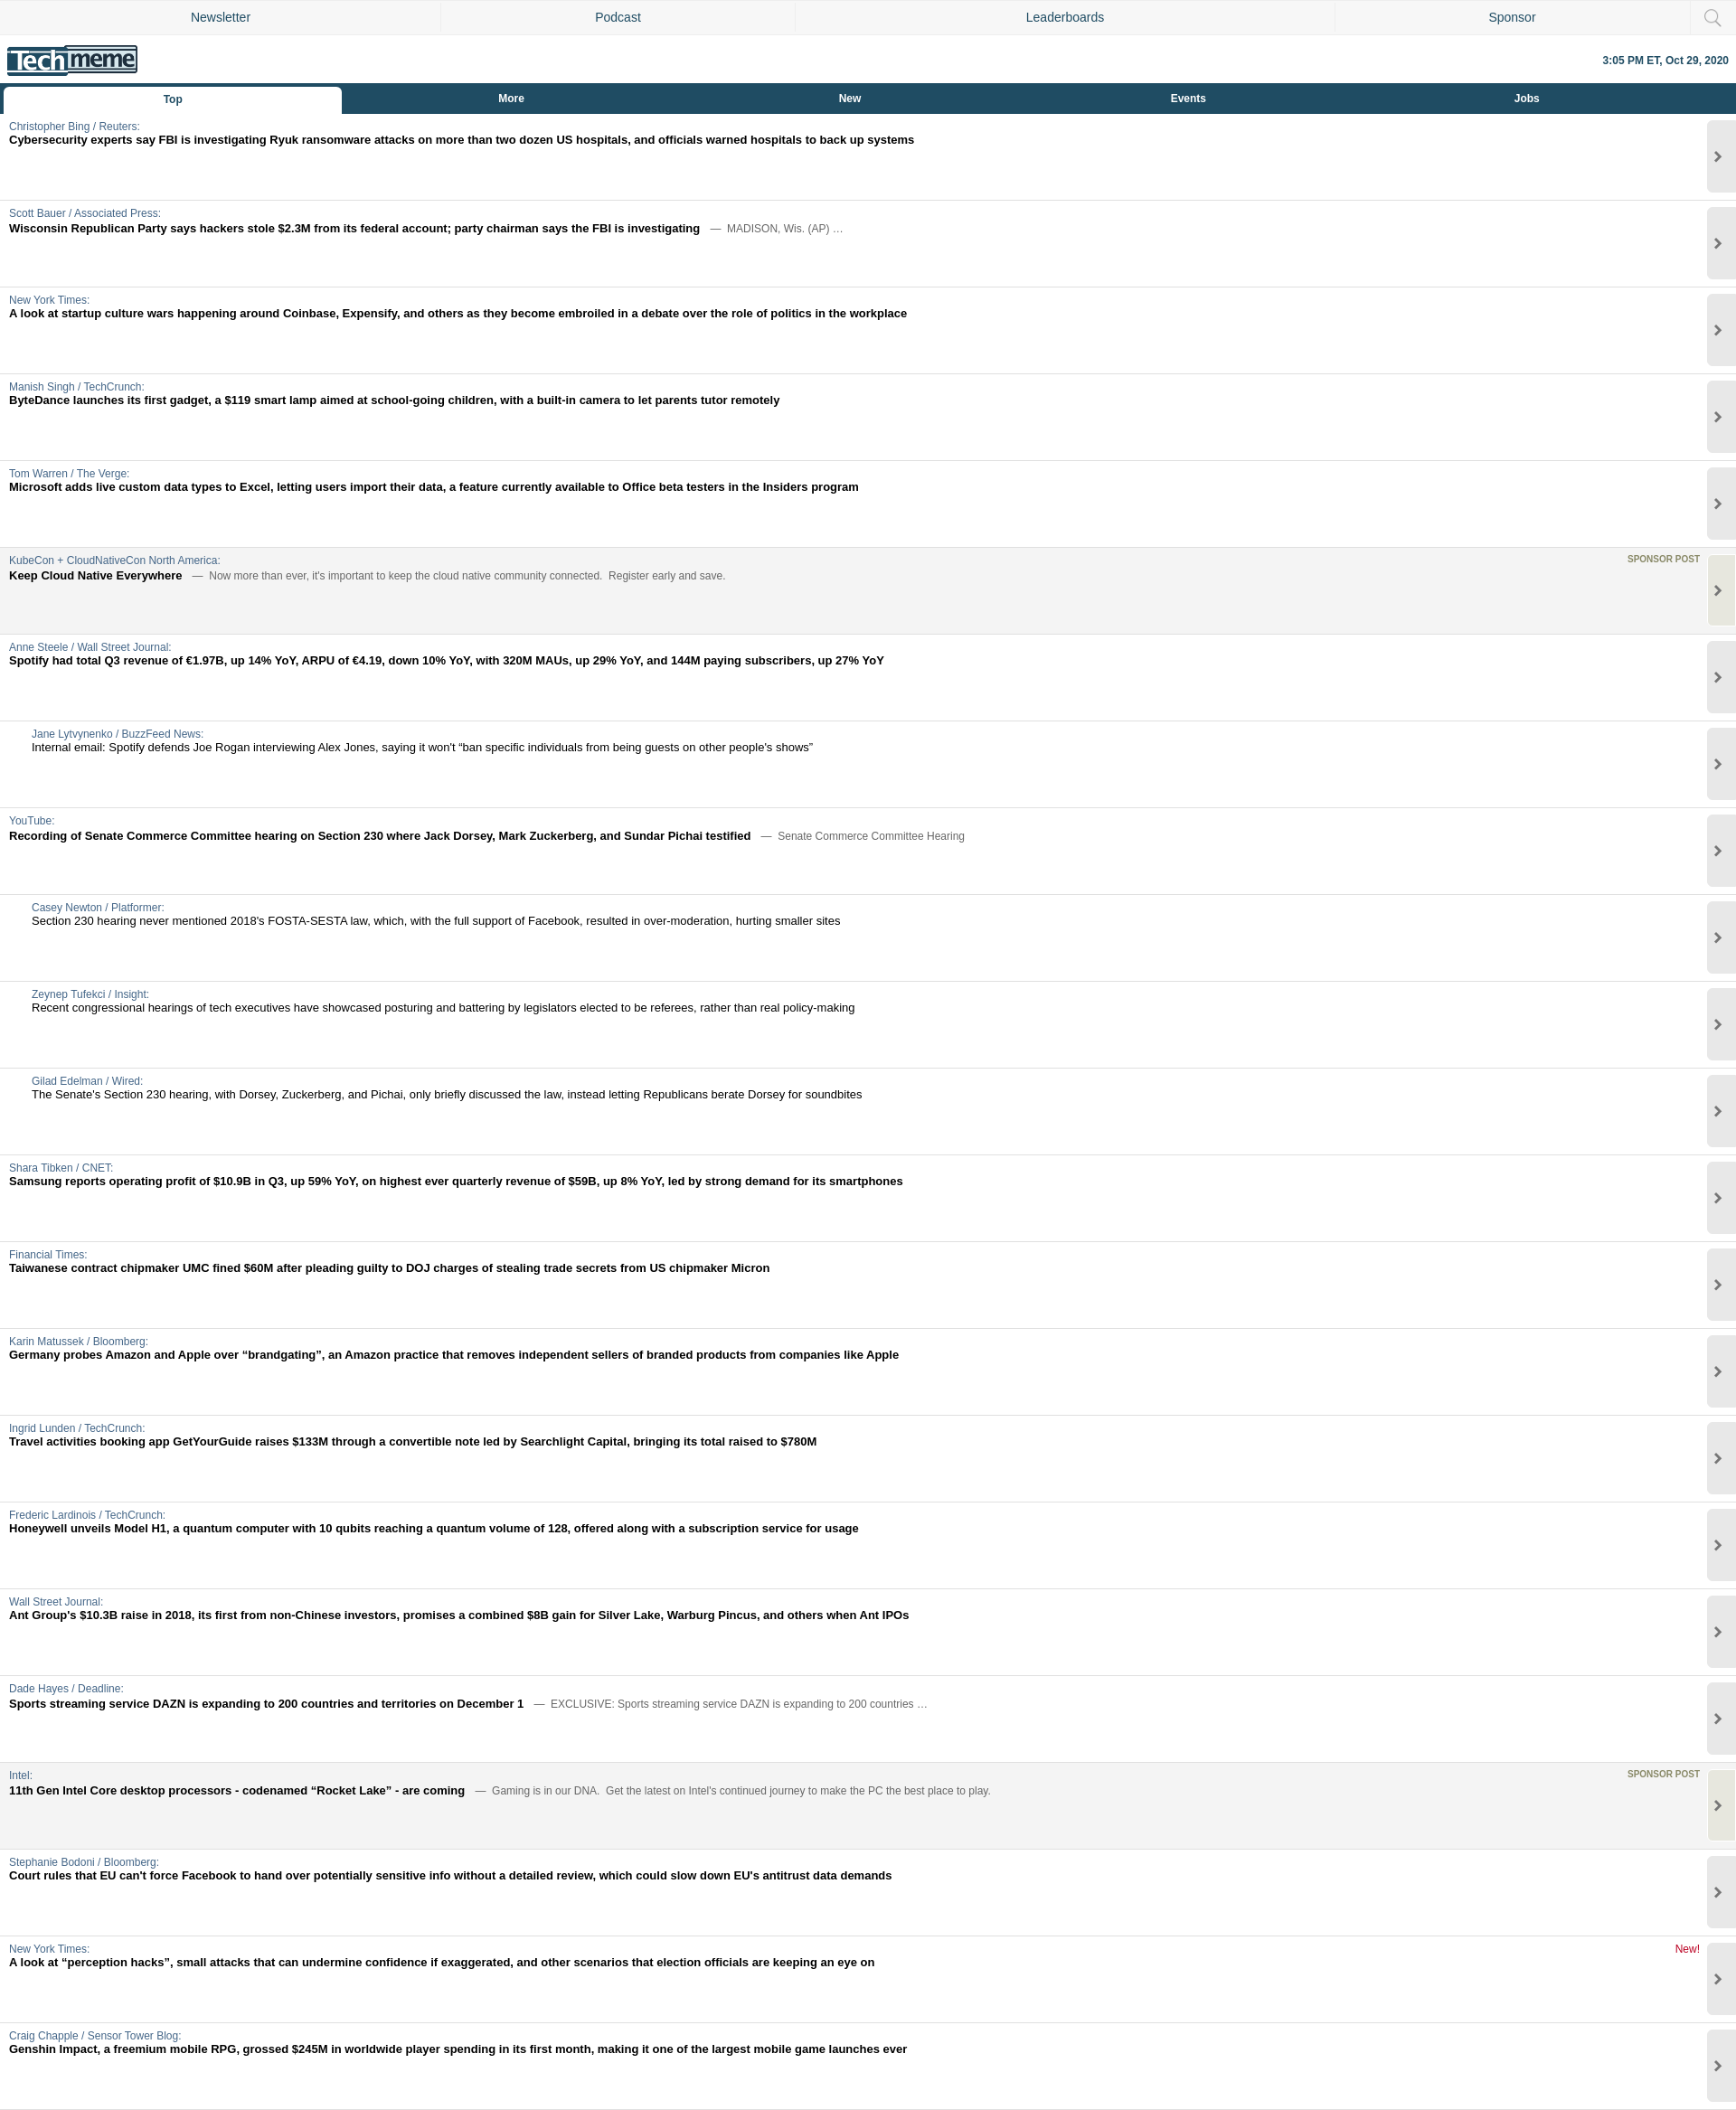 Newsletter Podcast Leaderboards Sponsor
Techmeme
3:05 PM ET, Oct 29, 2020
Top More New Events Jobs
Christopher Bing / Reuters:
Cybersecurity experts say FBI is investigating Ryuk ransomware attacks on more than two dozen US hospitals, and officials warned hospitals to back up systems
Scott Bauer / Associated Press:
Wisconsin Republican Party says hackers stole $2.3M from its federal account; party chairman says the FBI is investigating — MADISON, Wis. (AP) …
New York Times:
A look at startup culture wars happening around Coinbase, Expensify, and others as they become embroiled in a debate over the role of politics in the workplace
Manish Singh / TechCrunch:
ByteDance launches its first gadget, a $119 smart lamp aimed at school-going children, with a built-in camera to let parents tutor remotely
Tom Warren / The Verge:
Microsoft adds live custom data types to Excel, letting users import their data, a feature currently available to Office beta testers in the Insiders program
KubeCon + CloudNativeCon North America: SPONSOR POST
Keep Cloud Native Everywhere — Now more than ever, it's important to keep the cloud native community connected. Register early and save.
Anne Steele / Wall Street Journal:
Spotify had total Q3 revenue of €1.97B, up 14% YoY, ARPU of €4.19, down 10% YoY, with 320M MAUs, up 29% YoY, and 144M paying subscribers, up 27% YoY
Jane Lytvynenko / BuzzFeed News:
Internal email: Spotify defends Joe Rogan interviewing Alex Jones, saying it won't “ban specific individuals from being guests on other people's shows”
YouTube:
Recording of Senate Commerce Committee hearing on Section 230 where Jack Dorsey, Mark Zuckerberg, and Sundar Pichai testified — Senate Commerce Committee Hearing
Casey Newton / Platformer:
Section 230 hearing never mentioned 2018's FOSTA-SESTA law, which, with the full support of Facebook, resulted in over-moderation, hurting smaller sites
Zeynep Tufekci / Insight:
Recent congressional hearings of tech executives have showcased posturing and battering by legislators elected to be referees, rather than real policy-making
Gilad Edelman / Wired:
The Senate's Section 230 hearing, with Dorsey, Zuckerberg, and Pichai, only briefly discussed the law, instead letting Republicans berate Dorsey for soundbites
Shara Tibken / CNET:
Samsung reports operating profit of $10.9B in Q3, up 59% YoY, on highest ever quarterly revenue of $59B, up 8% YoY, led by strong demand for its smartphones
Financial Times:
Taiwanese contract chipmaker UMC fined $60M after pleading guilty to DOJ charges of stealing trade secrets from US chipmaker Micron
Karin Matussek / Bloomberg:
Germany probes Amazon and Apple over “brandgating”, an Amazon practice that removes independent sellers of branded products from companies like Apple
Ingrid Lunden / TechCrunch:
Travel activities booking app GetYourGuide raises $133M through a convertible note led by Searchlight Capital, bringing its total raised to $780M
Frederic Lardinois / TechCrunch:
Honeywell unveils Model H1, a quantum computer with 10 qubits reaching a quantum volume of 128, offered along with a subscription service for usage
Wall Street Journal:
Ant Group's $10.3B raise in 2018, its first from non-Chinese investors, promises a combined $8B gain for Silver Lake, Warburg Pincus, and others when Ant IPOs
Dade Hayes / Deadline:
Sports streaming service DAZN is expanding to 200 countries and territories on December 1 — EXCLUSIVE: Sports streaming service DAZN is expanding to 200 countries …
Intel: SPONSOR POST
11th Gen Intel Core desktop processors - codenamed “Rocket Lake” - are coming — Gaming is in our DNA. Get the latest on Intel's continued journey to make the PC the best place to play.
Stephanie Bodoni / Bloomberg:
Court rules that EU can't force Facebook to hand over potentially sensitive info without a detailed review, which could slow down EU's antitrust data demands
New York Times: New!
A look at “perception hacks”, small attacks that can undermine confidence if exaggerated, and other scenarios that election officials are keeping an eye on
Craig Chapple / Sensor Tower Blog:
Genshin Impact, a freemium mobile RPG, grossed $245M in worldwide player spending in its first month, making it one of the largest mobile game launches ever